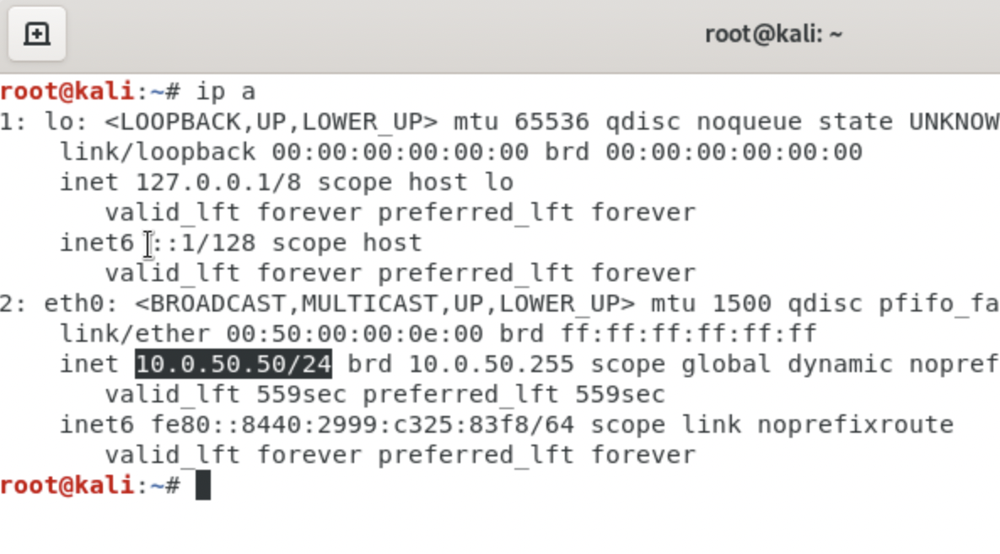 root@kali: ~
root@kali:~# ip a
1: lo: <LOOPBACK,UP,LOWER_UP> mtu 65536 qdisc noqueue state UNKNOW
link/loopback 00:00:00:00:00:00 brd 00:00:00:00:00:00
inet 127.0.0.1/8 scope host lo
valid_lft forever preferred_lft forever
inet6 ::1/128 scope host
valid_lft forever preferred_lft forever
2: eth0: <BROADCAST,MULTICAST,UP,LOWER_UP> mtu 1500 qdisc pfifo_fa
link/ether 00:50:00:00:0e:00 brd ff:ff:ff:ff:ff:ff
inet 10.0.50.50/24 brd 10.0.50.255 scope global dynamic nopref
valid_lft 559sec preferred_lft 559sec
inet6 fe80::8440:2999:c325:83f8/64 scope link noprefixroute
valid_lft forever preferred_lft forever
root@kali:~#